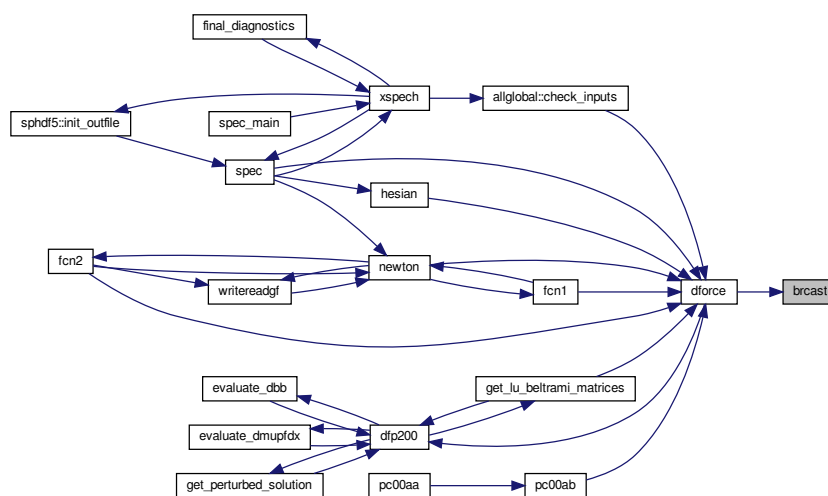 final_diagnostics
xspech
allglobal::check_inputs
sphdf5::init_outfile
spec_main
spec
hesian
fcn2
newton
writereadgf
fcn1
dforce
brcast
evaluate_dbb
get_lu_beltrami_matrices
evaluate_dmupfdx
dfp200
get_perturbed_solution
pc00aa
pc00ab